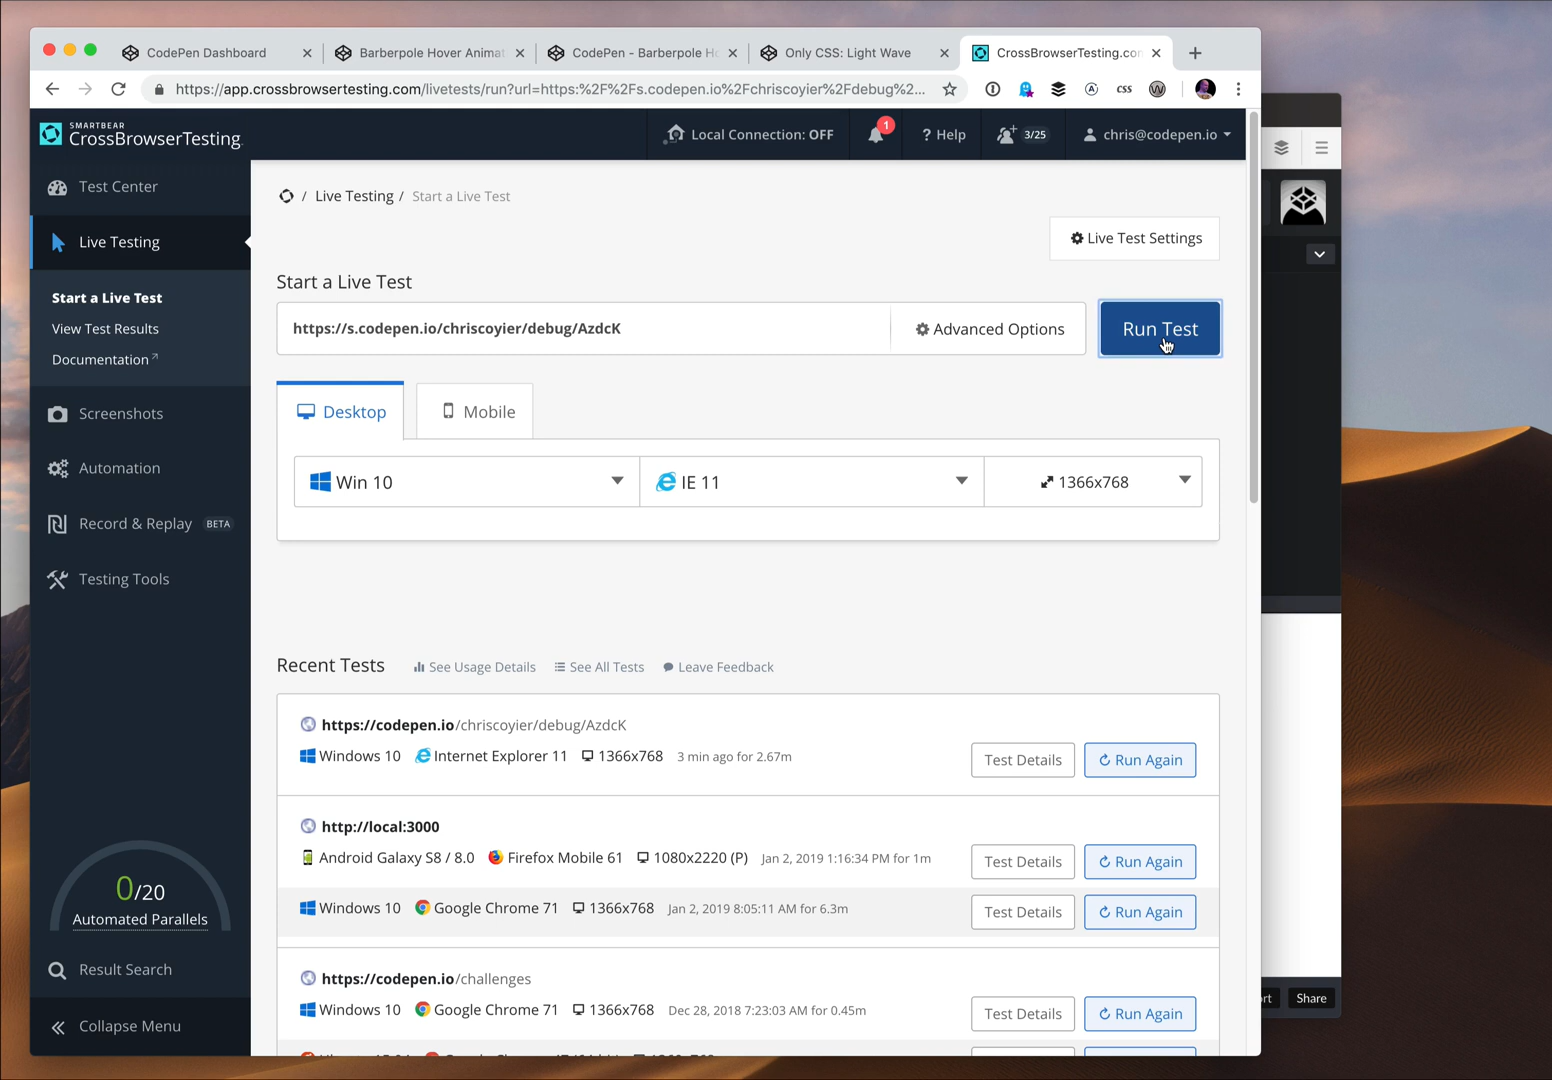 CodePen Dashboard
Barberpole Hover Animat
CodePen - Barberpole H
Only CSS: Light Wave
CrossBrowserTesting.com
https://app.crossbrowsertesting.com/livetests/run?url=https:%2F%2Fs.codepen.io%2Fchriscoyier%2Fdebug%2...
css
SMARTBEAR
CrossBrowserTesting
Local Connection: OFF
1
? Help
3/25
chris@codepen.io
Test Center
Live Testing
Start a Live Test
View Test Results
Documentation
Screenshots
Automation
Record & Replay BETA
Testing Tools
0/20
Automated Parallels
Result Search
Collapse Menu
/ Live Testing / Start a Live Test
Live Test Settings
Start a Live Test
https://s.codepen.io/chriscoyier/debug/AzdcK
Advanced Options
Run Test
Desktop
Mobile
Win 10
IE 11
1366x768
Recent Tests
See Usage Details
See All Tests
Leave Feedback
https://codepen.io/chriscoyier/debug/AzdcK
Windows 10 Internet Explorer 11 1366x768 3 min ago for 2.67m
Test Details
Run Again
http://local:3000
Android Galaxy S8 / 8.0 Firefox Mobile 61 1080x2220 (P) Jan 2, 2019 1:16:34 PM for 1m
Test Details
Run Again
Windows 10 Google Chrome 71 1366x768 Jan 2, 2019 8:05:11 AM for 6.3m
Test Details
Run Again
https://codepen.io/challenges
Windows 10 Google Chrome 71 1366x768 Dec 28, 2018 7:23:03 AM for 0.45m
Test Details
Run Again
rt
Share